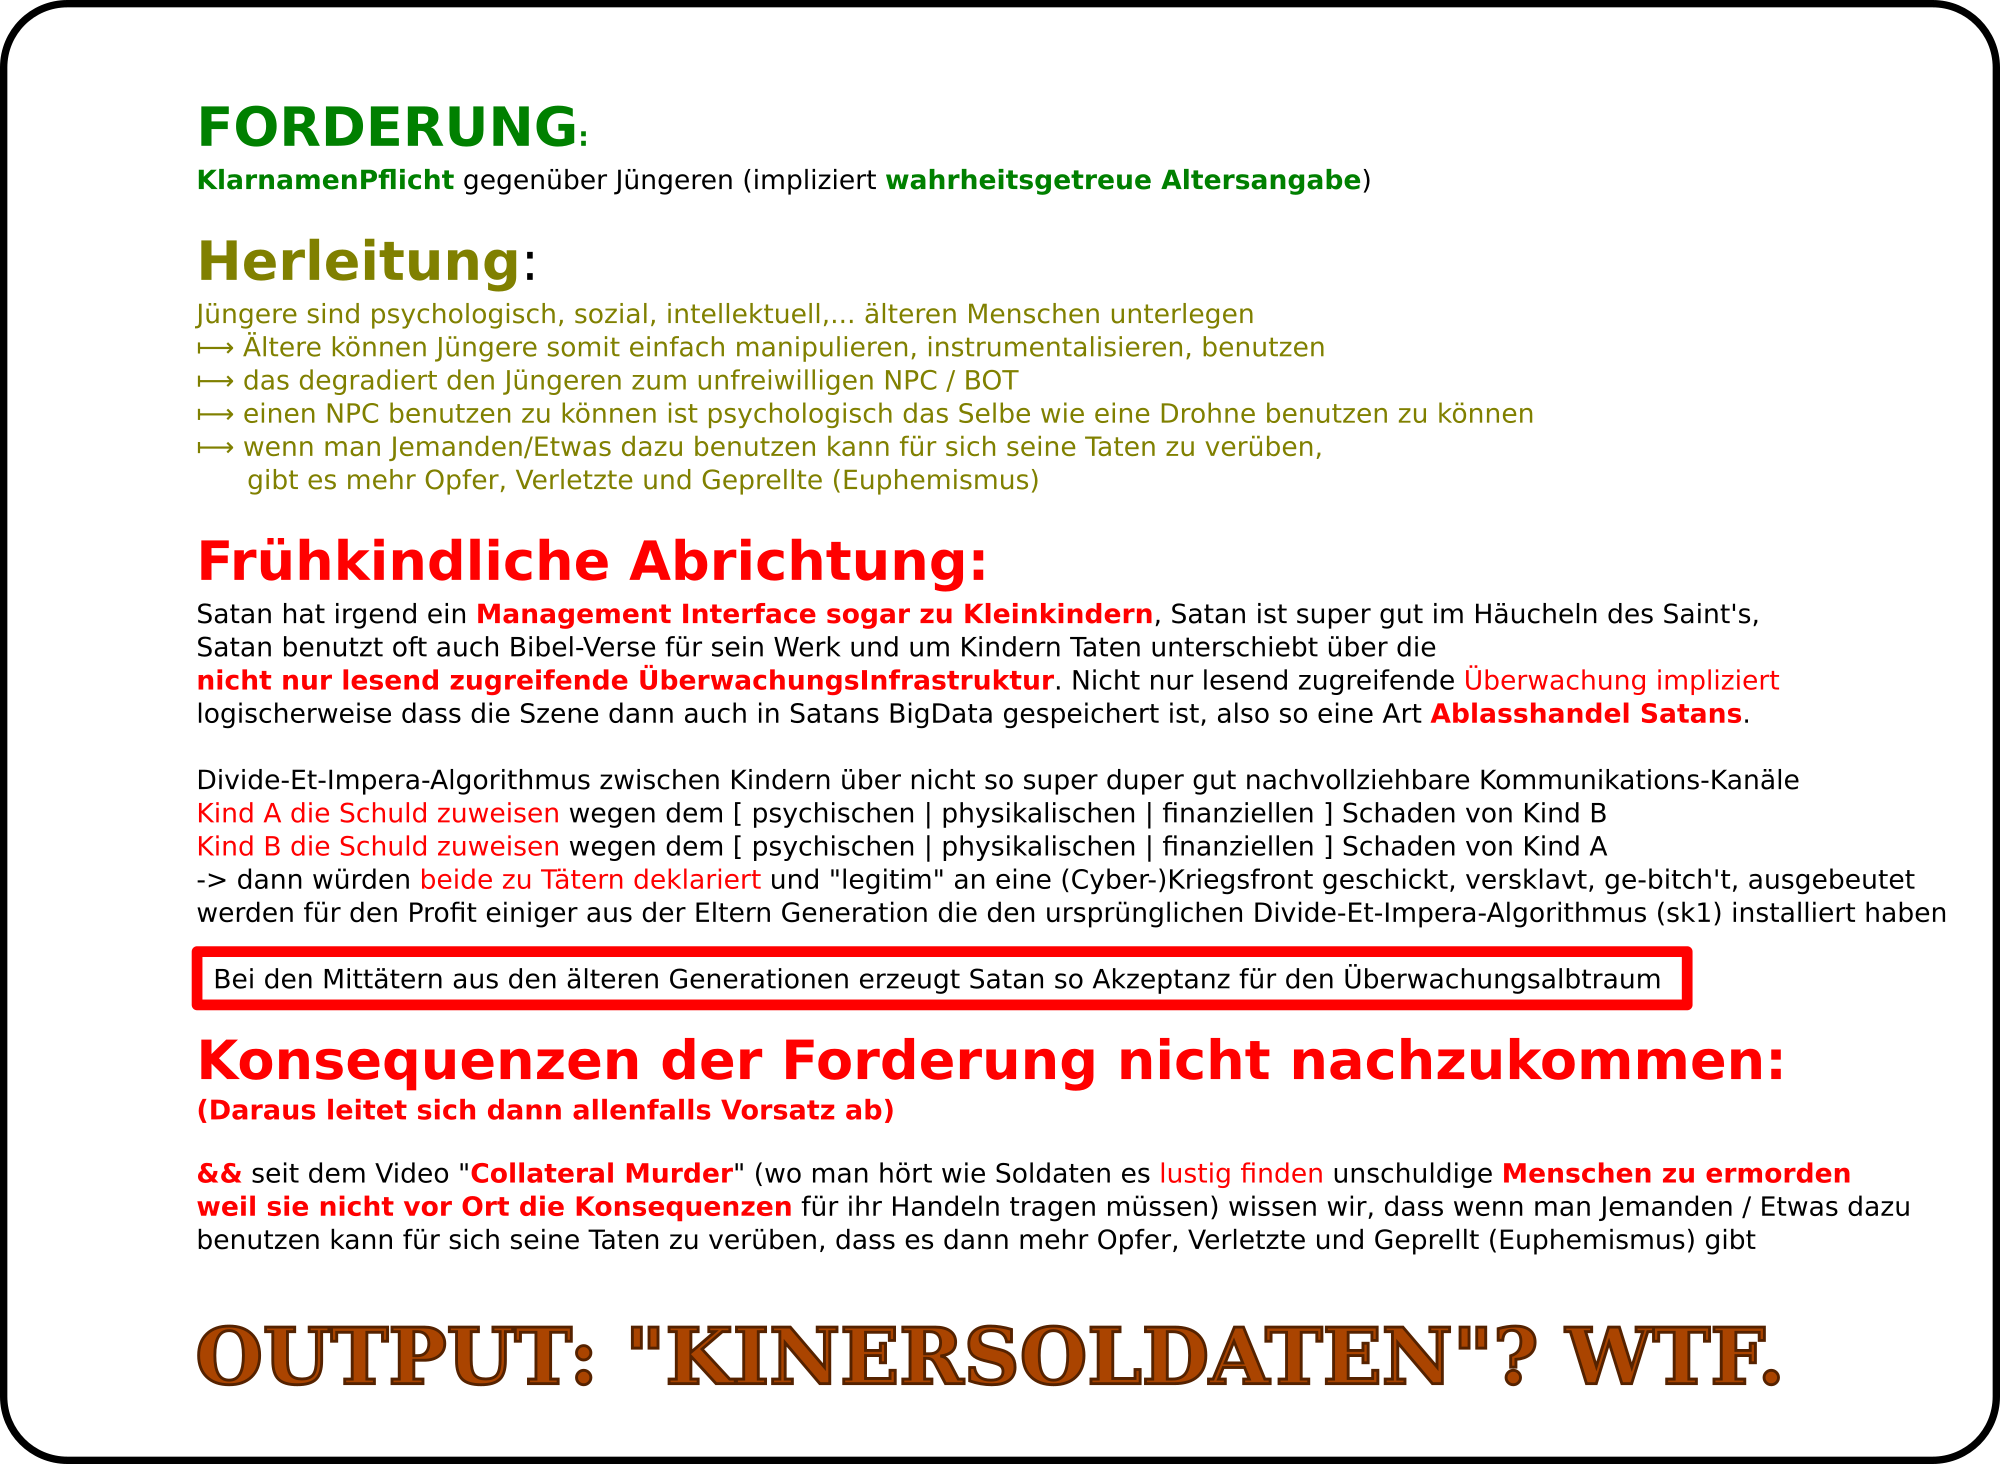 FORDERUNG:
KlarnamenPflicht gegenüber Jüngeren (impliziert wahrheitsgetreue Altersangabe)
Herleitung:
Jüngere sind psychologisch, sozial, intellektuell,... älteren Menschen unterlegen
⟼ Ältere können Jüngere somit einfach manipulieren, instrumentalisieren, benutzen
⟼ das degradiert den Jüngeren zum unfreiwilligen NPC / BOT
⟼ einen NPC benutzen zu können ist psychologisch das Selbe wie eine Drohne benutzen zu können
⟼ wenn man Jemanden/Etwas dazu benutzen kann für sich seine Taten zu verüben,
gibt es mehr Opfer, Verletzte und Geprellte (Euphemismus)
Frühkindliche Abrichtung:
Satan hat irgend ein Management Interface sogar zu Kleinkindern, Satan ist super gut im Häucheln des Saint's,
Satan benutzt oft auch Bibel-Verse für sein Werk und um Kindern Taten unterschiebt über die
nicht nur lesend zugreifende ÜberwachungsInfrastruktur. Nicht nur lesend zugreifende Überwachung impliziert
logischerweise dass die Szene dann auch in Satans BigData gespeichert ist, also so eine Art Ablasshandel Satans.
Divide-Et-Impera-Algorithmus zwischen Kindern über nicht so super duper gut nachvollziehbare Kommunikations-Kanäle
Kind A die Schuld zuweisen wegen dem [ psychischen | physikalischen | finanziellen ] Schaden von Kind B
Kind B die Schuld zuweisen wegen dem [ psychischen | physikalischen | finanziellen ] Schaden von Kind A
-> dann würden beide zu Tätern deklariert und "legitim" an eine (Cyber-)Kriegsfront geschickt, versklavt, ge-bitch't, ausgebeutet
werden für den Profit einiger aus der Eltern Generation die den ursprünglichen Divide-Et-Impera-Algorithmus (sk1) installiert haben
Bei den Mittätern aus den älteren Generationen erzeugt Satan so Akzeptanz für den Überwachungsalbtraum
Konsequenzen der Forderung nicht nachzukommen:
(Daraus leitet sich dann allenfalls Vorsatz ab)
&& seit dem Video "Collateral Murder" (wo man hört wie Soldaten es lustig finden unschuldige Menschen zu ermorden
weil sie nicht vor Ort die Konsequenzen für ihr Handeln tragen müssen) wissen wir, dass wenn man Jemanden / Etwas dazu
benutzen kann für sich seine Taten zu verüben, dass es dann mehr Opfer, Verletzte und Geprellt (Euphemismus) gibt
OUTPUT: "KINERSOLDATEN"? WTF.